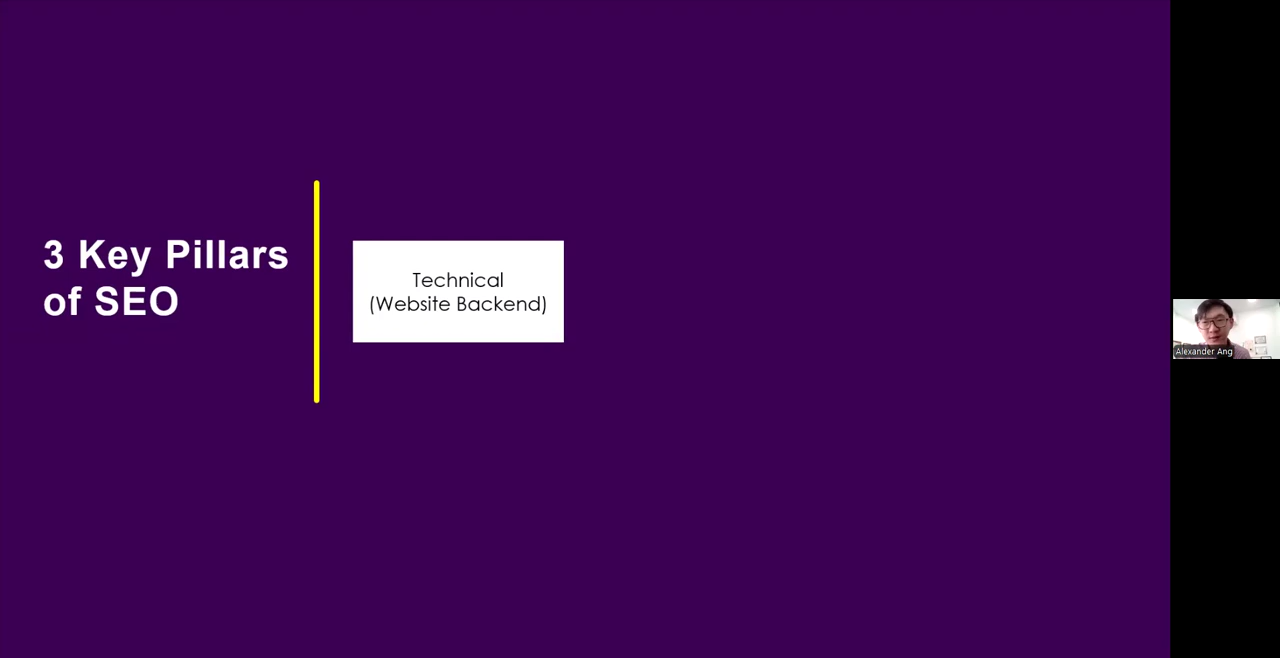 3 Key Pillars
of SEO
Technical
(Website Backend)
Alexander Ang